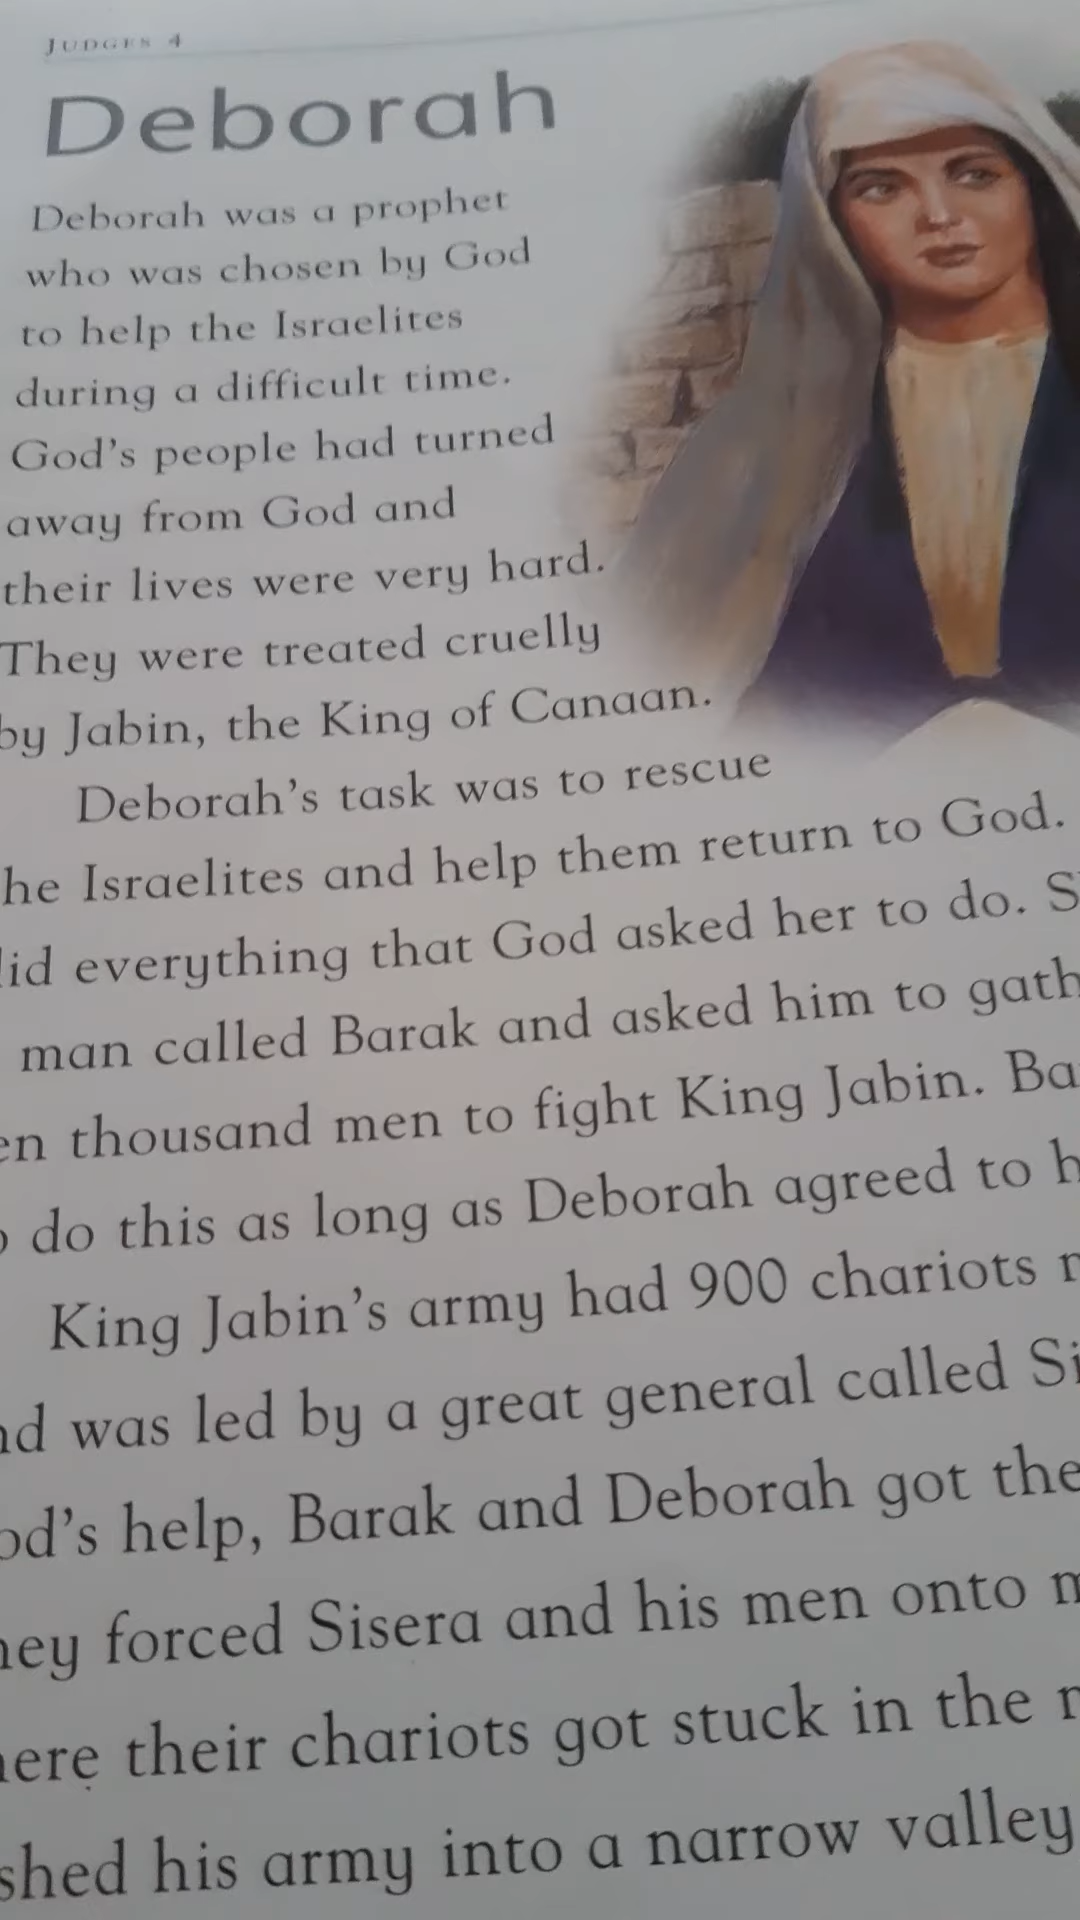 JUDGES 4
Deborah
Deborah was a prophet
who was chosen by God
to help the Israelites
during a difficult time.
God's people had turned
away from God and
their lives were very hard.
They were treated cruelly
by Jabin, the King of Canaan.
Deborah's task was to rescue
he Israelites and help them return to God.
id everything that God asked her to do. S
man called Barak and asked him to gath
en thousand men to fight King Jabin. Ba
do this as long as Deborah agreed to h
King Jabin's army had 900 chariots
nd was led by a great general called Si
od's help, Barak and Deborah got the
hey forced Sisera and his men onto m
here their chariots got stuck in the
shed his army into a narrow valley